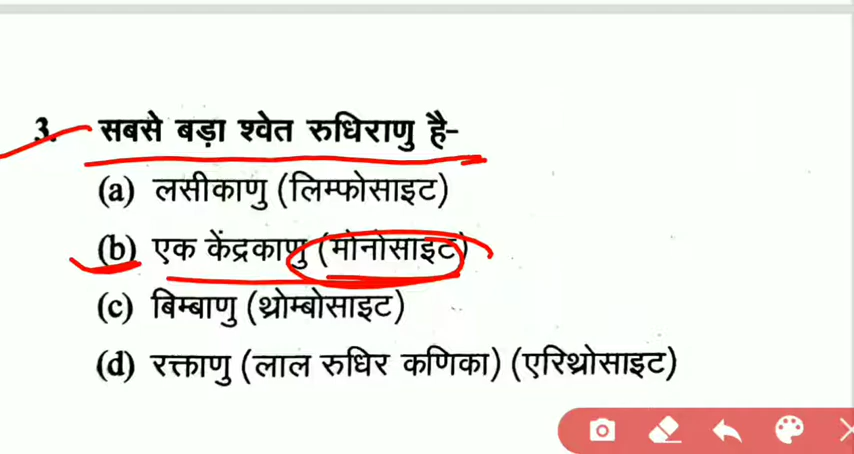 3. सबसे बड़ा श्वेत रुधिराणु है-
(a) लसीकाणु (लिम्फोसाइट)
(b) एक केंद्रकाणु (मोनोसाइट)
(c) बिम्बाणु (थ्रोम्बोसाइट)
(d) रक्ताणु (लाल रुधिर कणिका) (एरिथ्रोसाइट)